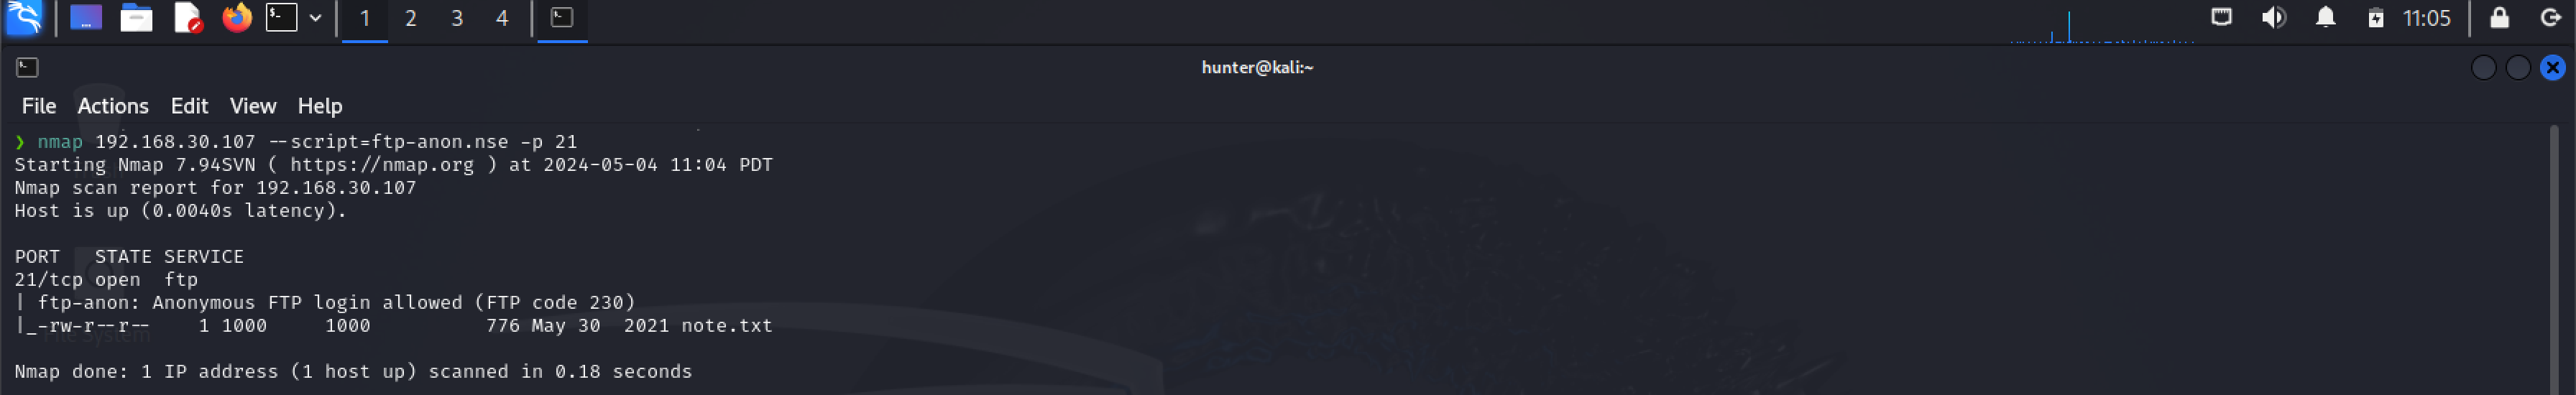 1 2 3 4 11:05
hunter@kali:~
File Actions Edit View Help
❯ nmap 192.168.30.107 --script=ftp-anon.nse -p 21
Starting Nmap 7.94SVN ( https://nmap.org ) at 2024-05-04 11:04 PDT
Nmap scan report for 192.168.30.107
Host is up (0.0040s latency).
PORT   STATE SERVICE
21/tcp open  ftp
| ftp-anon: Anonymous FTP login allowed (FTP code 230)
|_-rw-r--r--    1 1000     1000          776 May 30  2021 note.txt
File System
Nmap done: 1 IP address (1 host up) scanned in 0.18 seconds